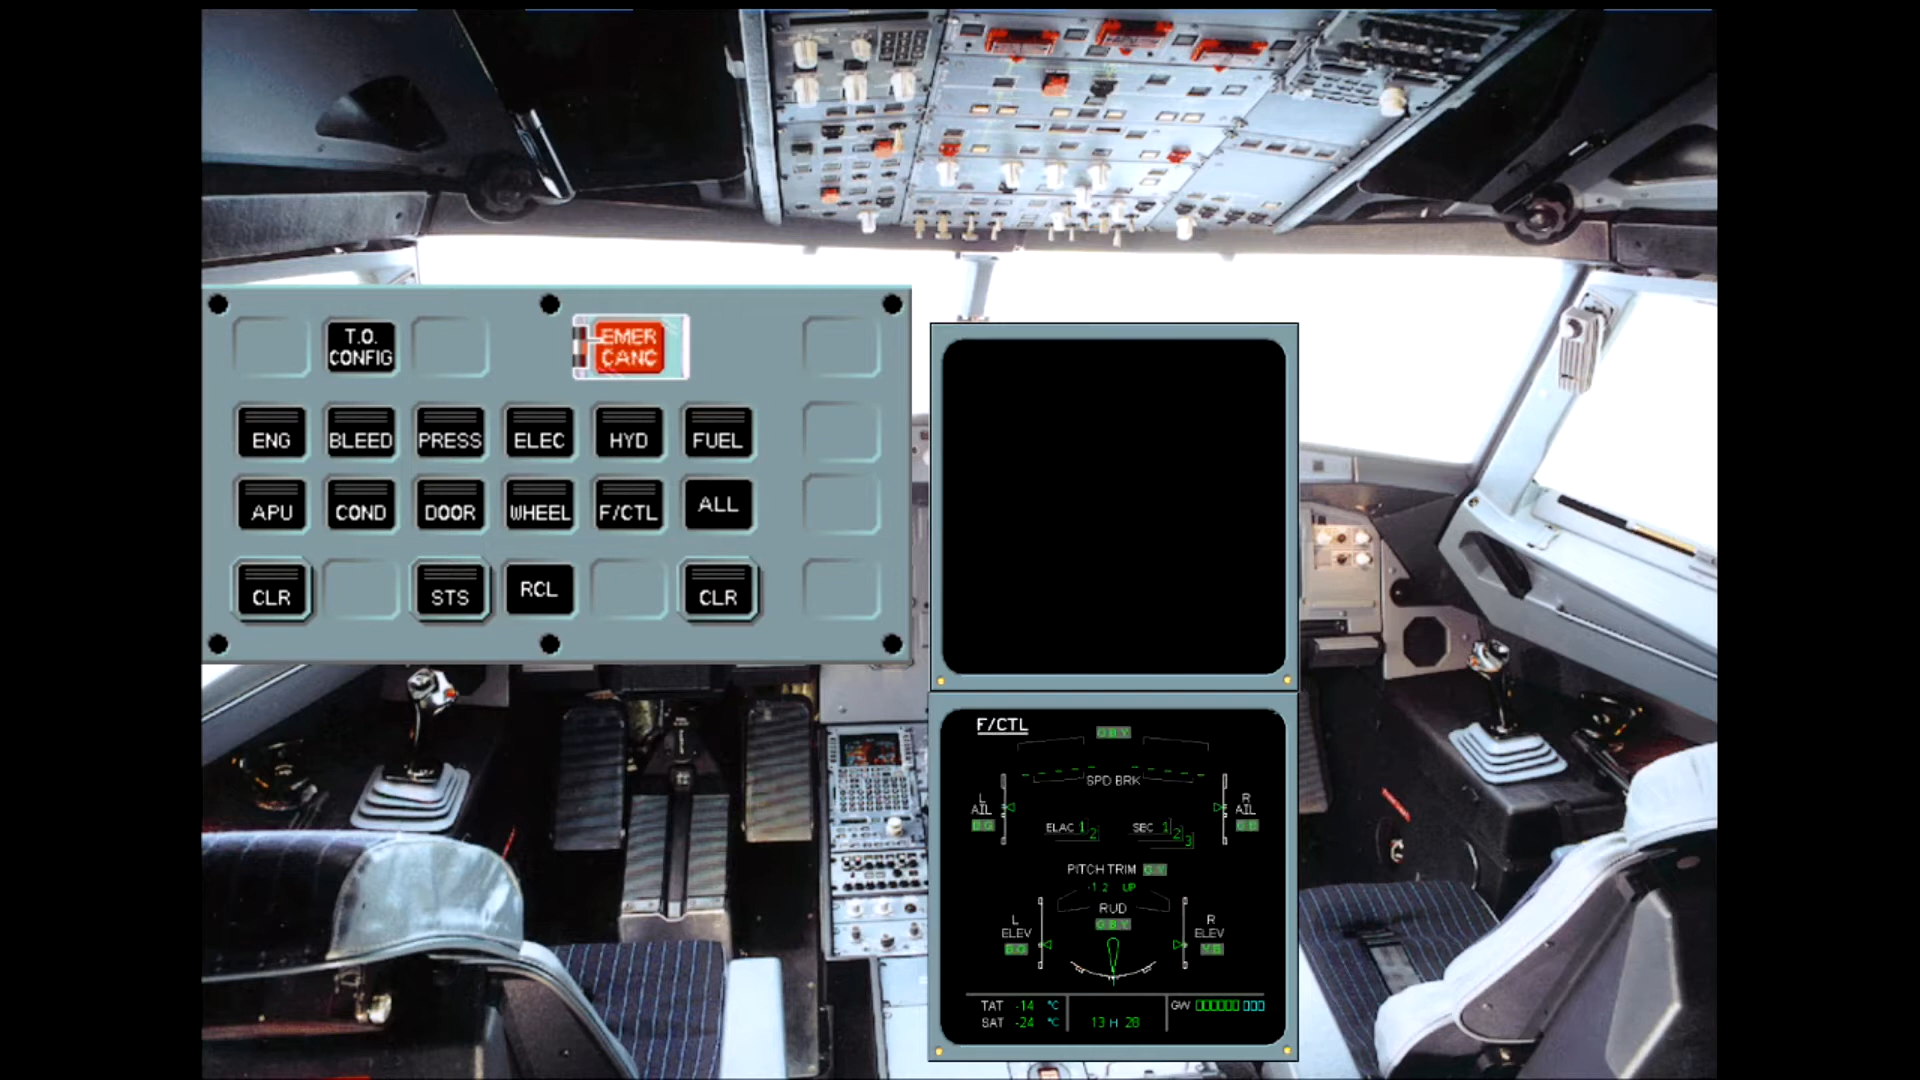 T.O.
CONFIG
EMER
CANC
ENG
BLEED
PRESS
ELEC
HYD
FUEL
APU
COND
DOOR
WHEEL
F/CTL
ALL
CLR
STS
RCL
CLR
F/CTL
G B Y
SPD BRK
L
AIL
B G
R
AIL
G B
ELAC 1 2
SEC 1 2 3
PITCH TRIM G Y
UP
RUD
G B Y
L
ELEV
B G
R
ELEV
Y B
TAT -14 °C
SAT -24 °C
13 H 28
GW